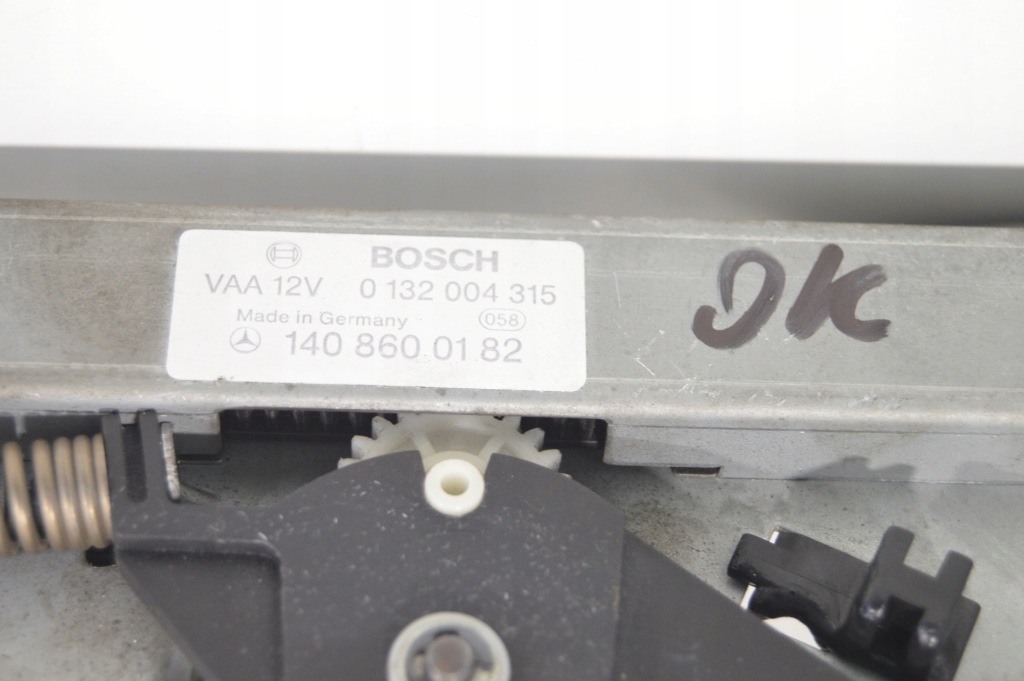 BOSCH
VAA 12V 0 132 004 315
Made in Germany 058
140 860 01 82
OK